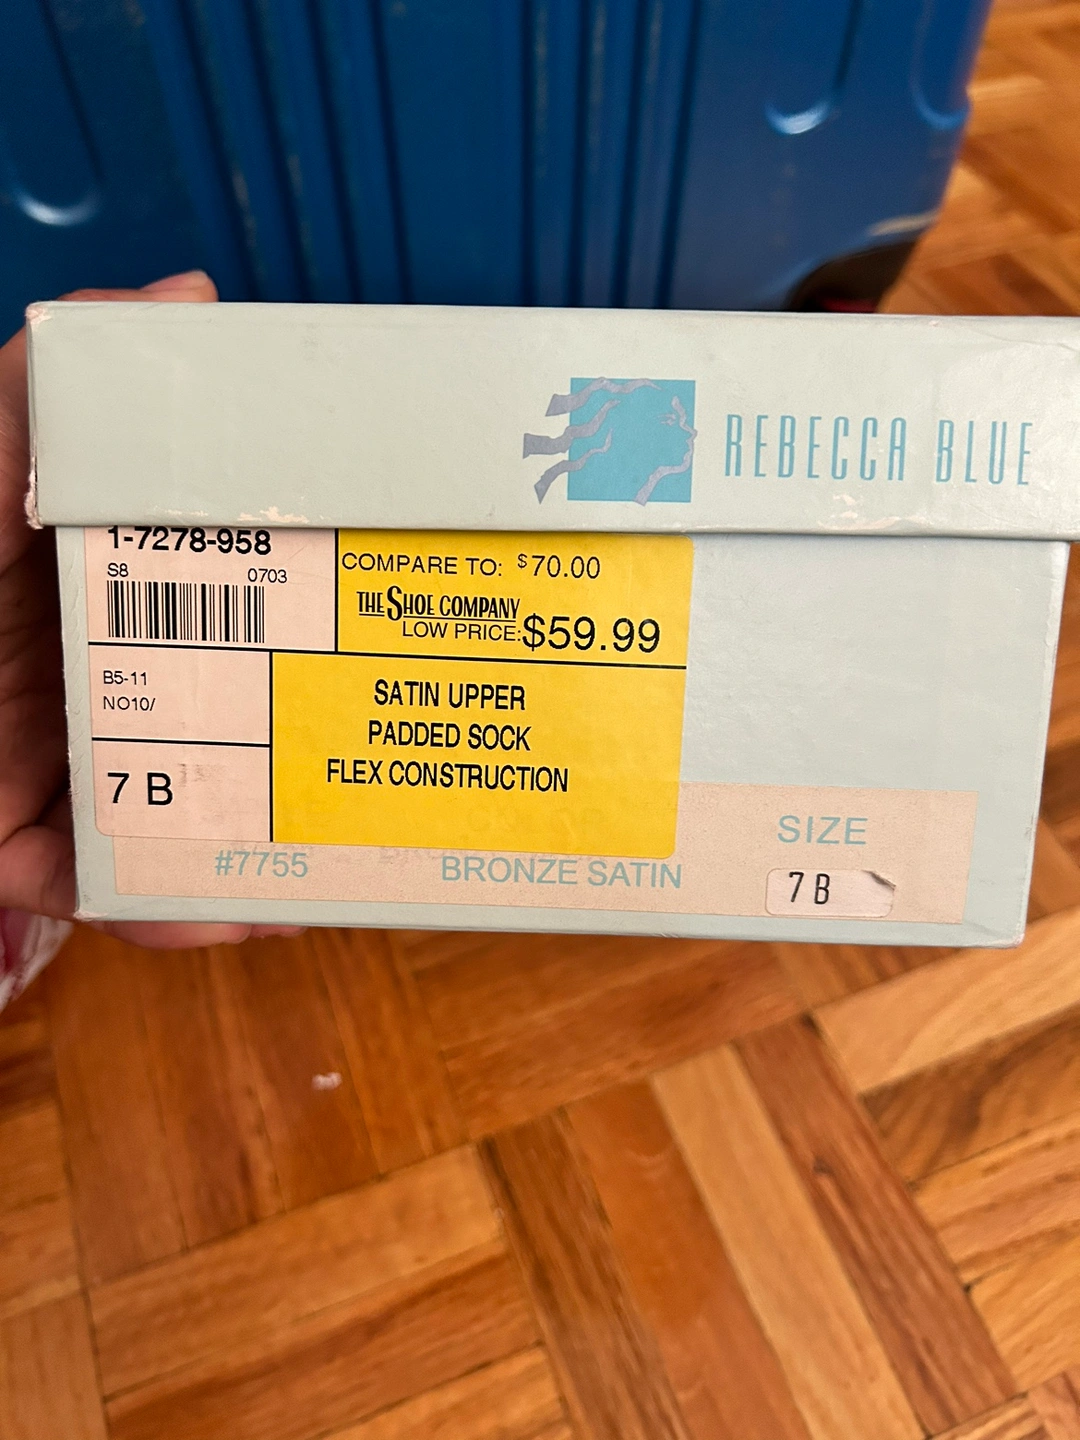 REBECCA BLUE
1-7278-958
S8 0703
COMPARE TO: $70.00
THE SHOE COMPANY
LOW PRICE: $59.99
B5-11
NO10/
SATIN UPPER
PADDED SOCK
FLEX CONSTRUCTION
7 B
#7755 BRONZE SATIN
SIZE
7 B